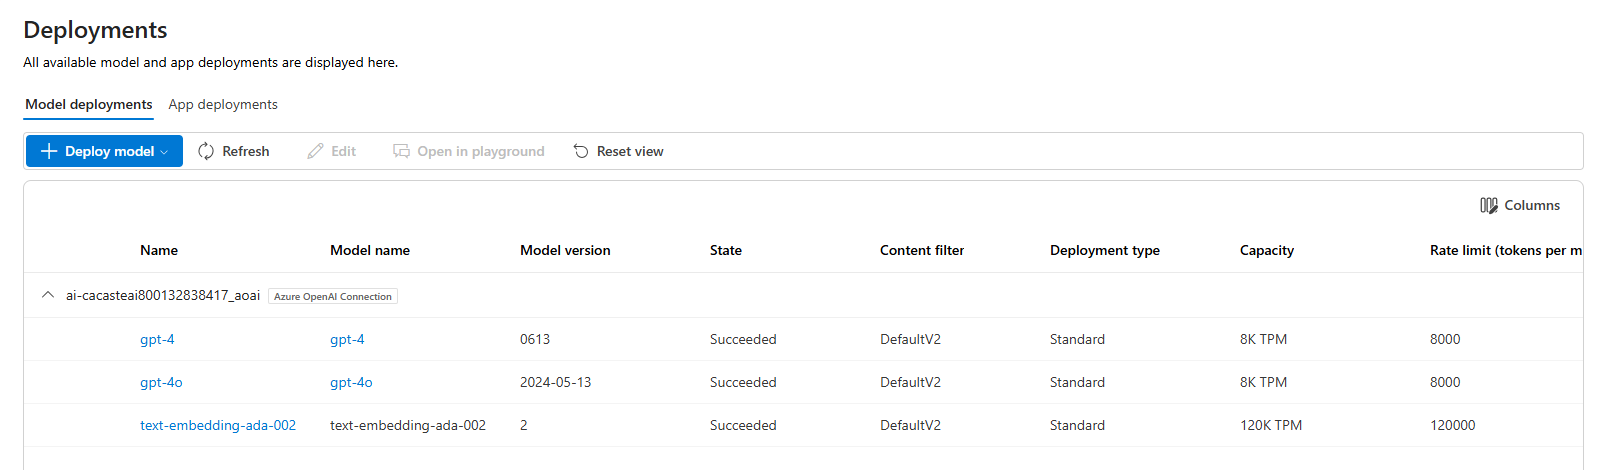 Deployments
All available model and app deployments are displayed here.
Model deployments App deployments
Deploy model Refresh Edit Open in playground Reset view
Columns
Name Model name Model version State Content filter Deployment type Capacity Rate limit (tokens per m
ai-cacasteai800132838417_aoai Azure OpenAI Connection
gpt-4 gpt-4 0613 Succeeded DefaultV2 Standard 8K TPM 8000
gpt-4o gpt-4o 2024-05-13 Succeeded DefaultV2 Standard 8K TPM 8000
text-embedding-ada-002 text-embedding-ada-002 2 Succeeded DefaultV2 Standard 120K TPM 120000